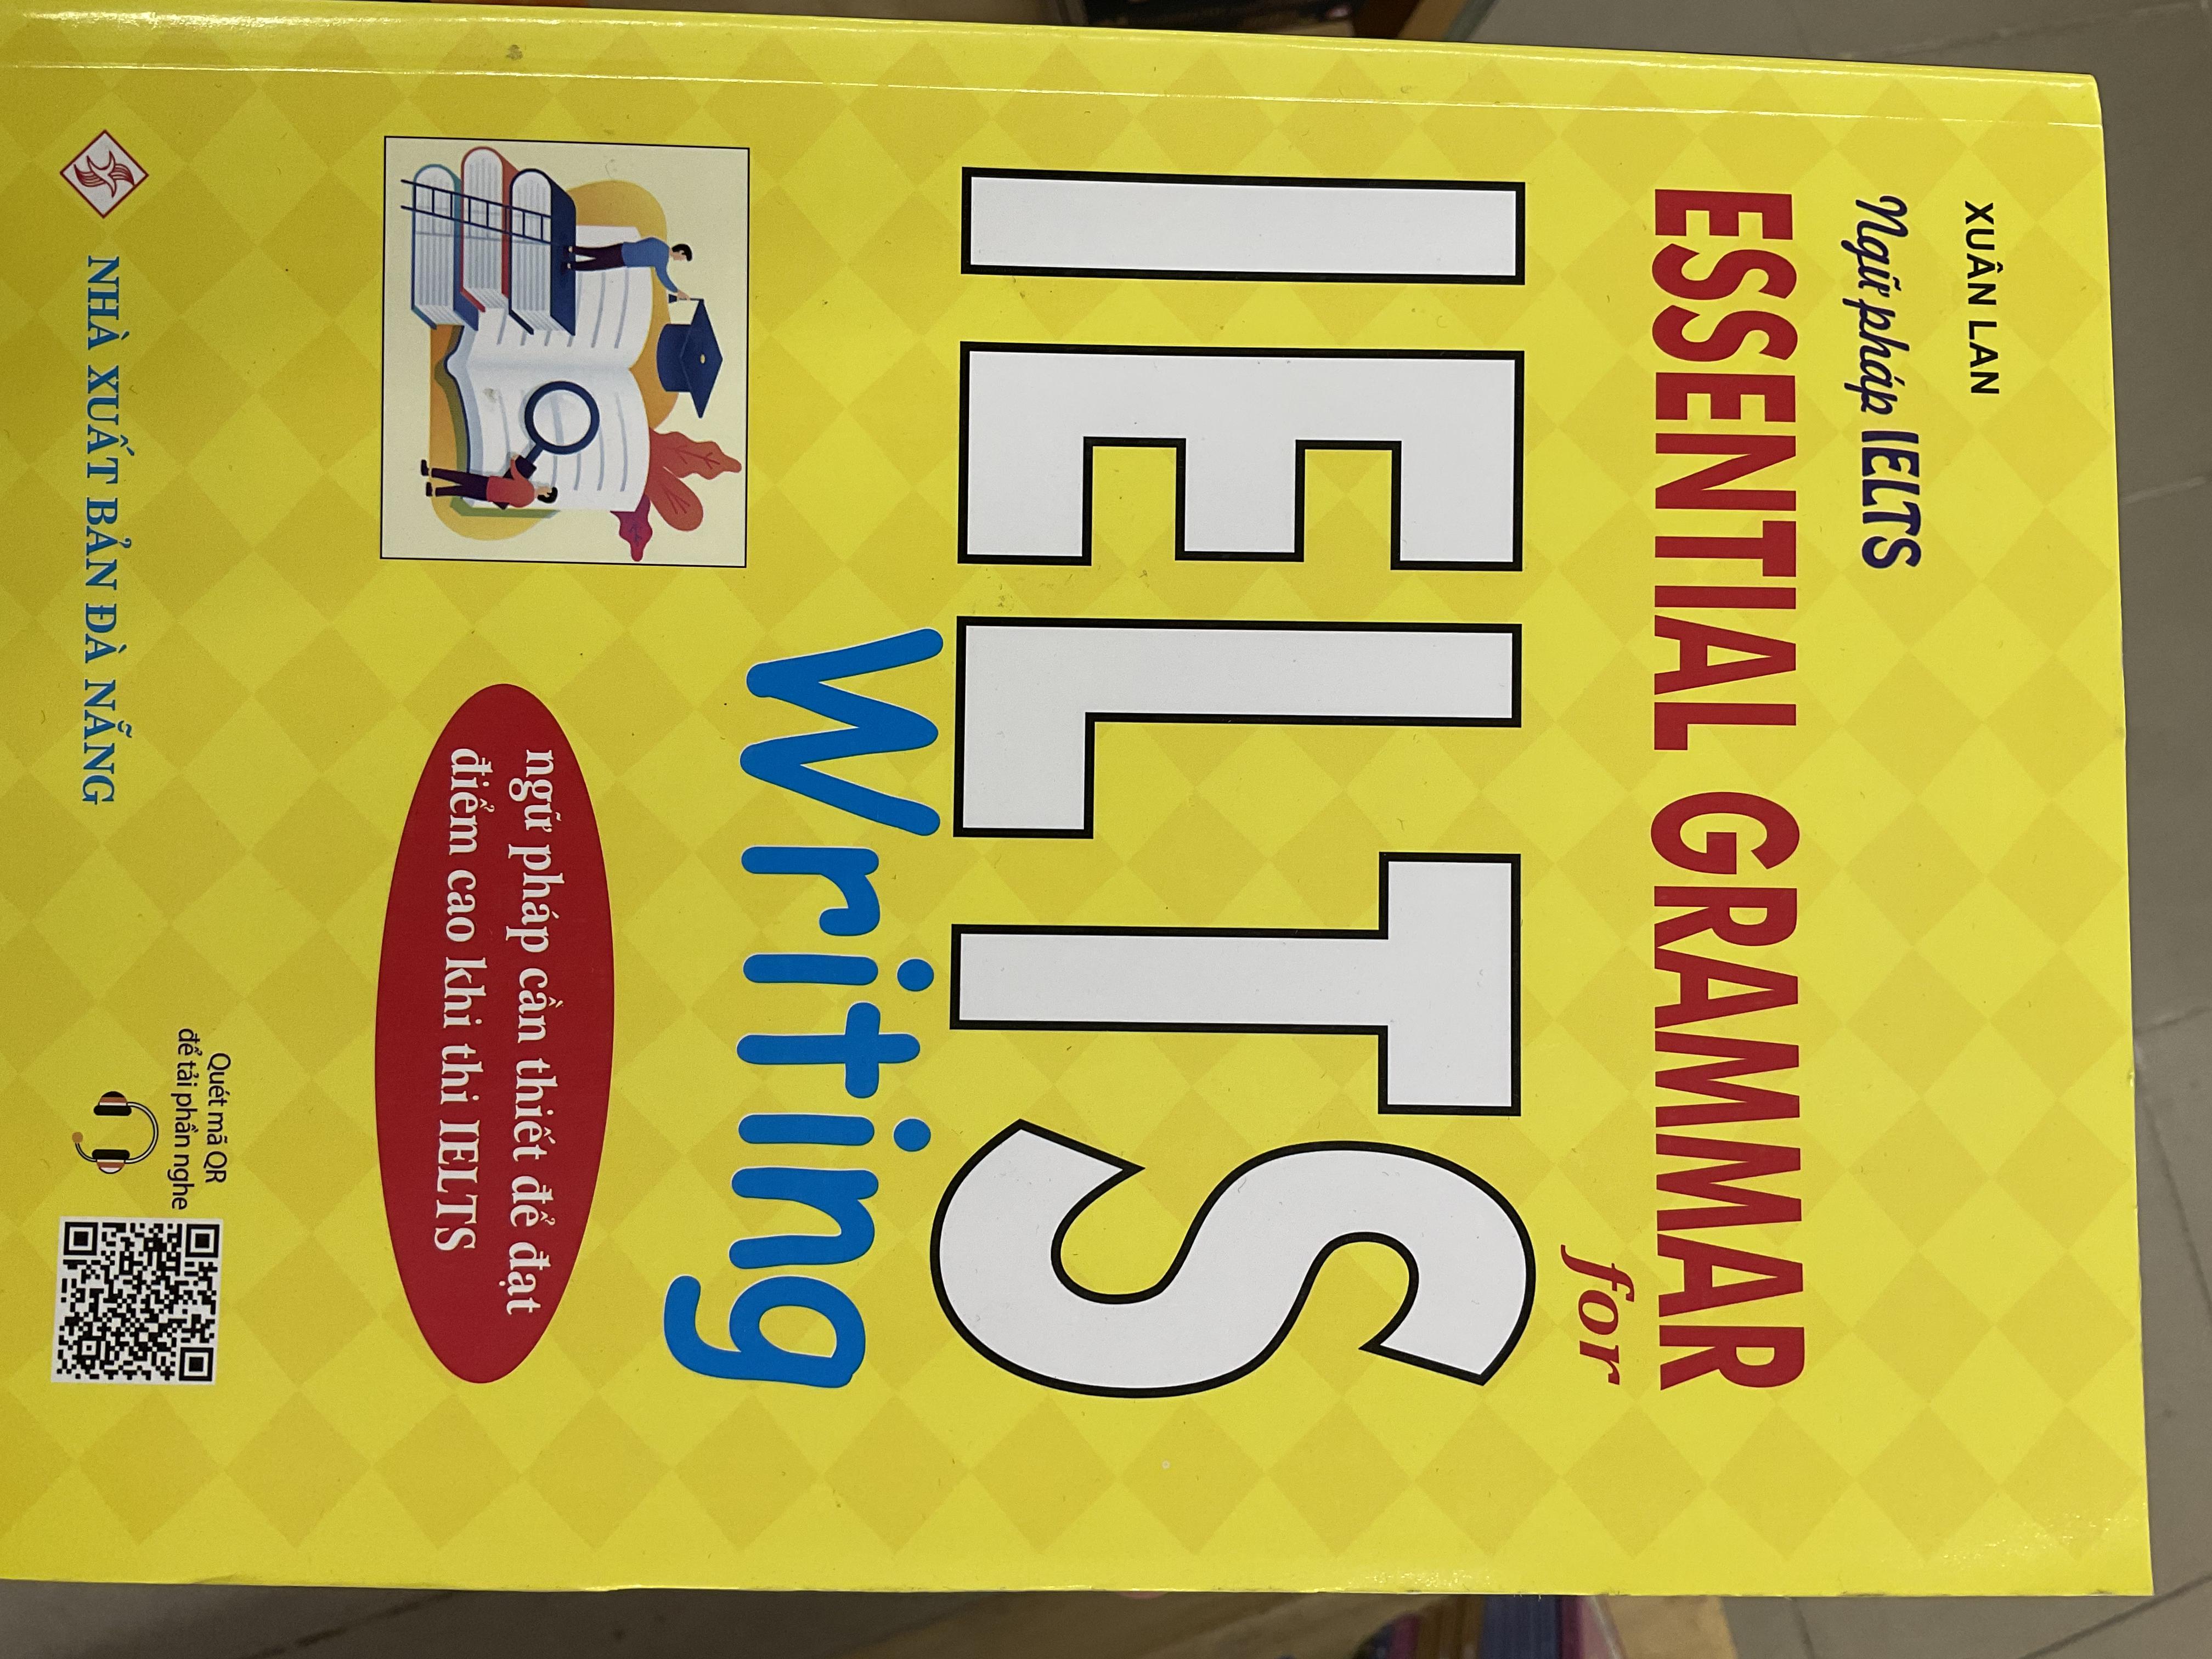 XUÂN LAN
Ngữ pháp IELTS
ESSENTIAL GRAMMAR
for
IELTS
Writing
ngữ pháp cần thiết để đạt
điểm cao khi thi IELTS
Quét mã QR
để tải phần nghe
NHÀ XUẤT BẢN ĐÀ NẴNG